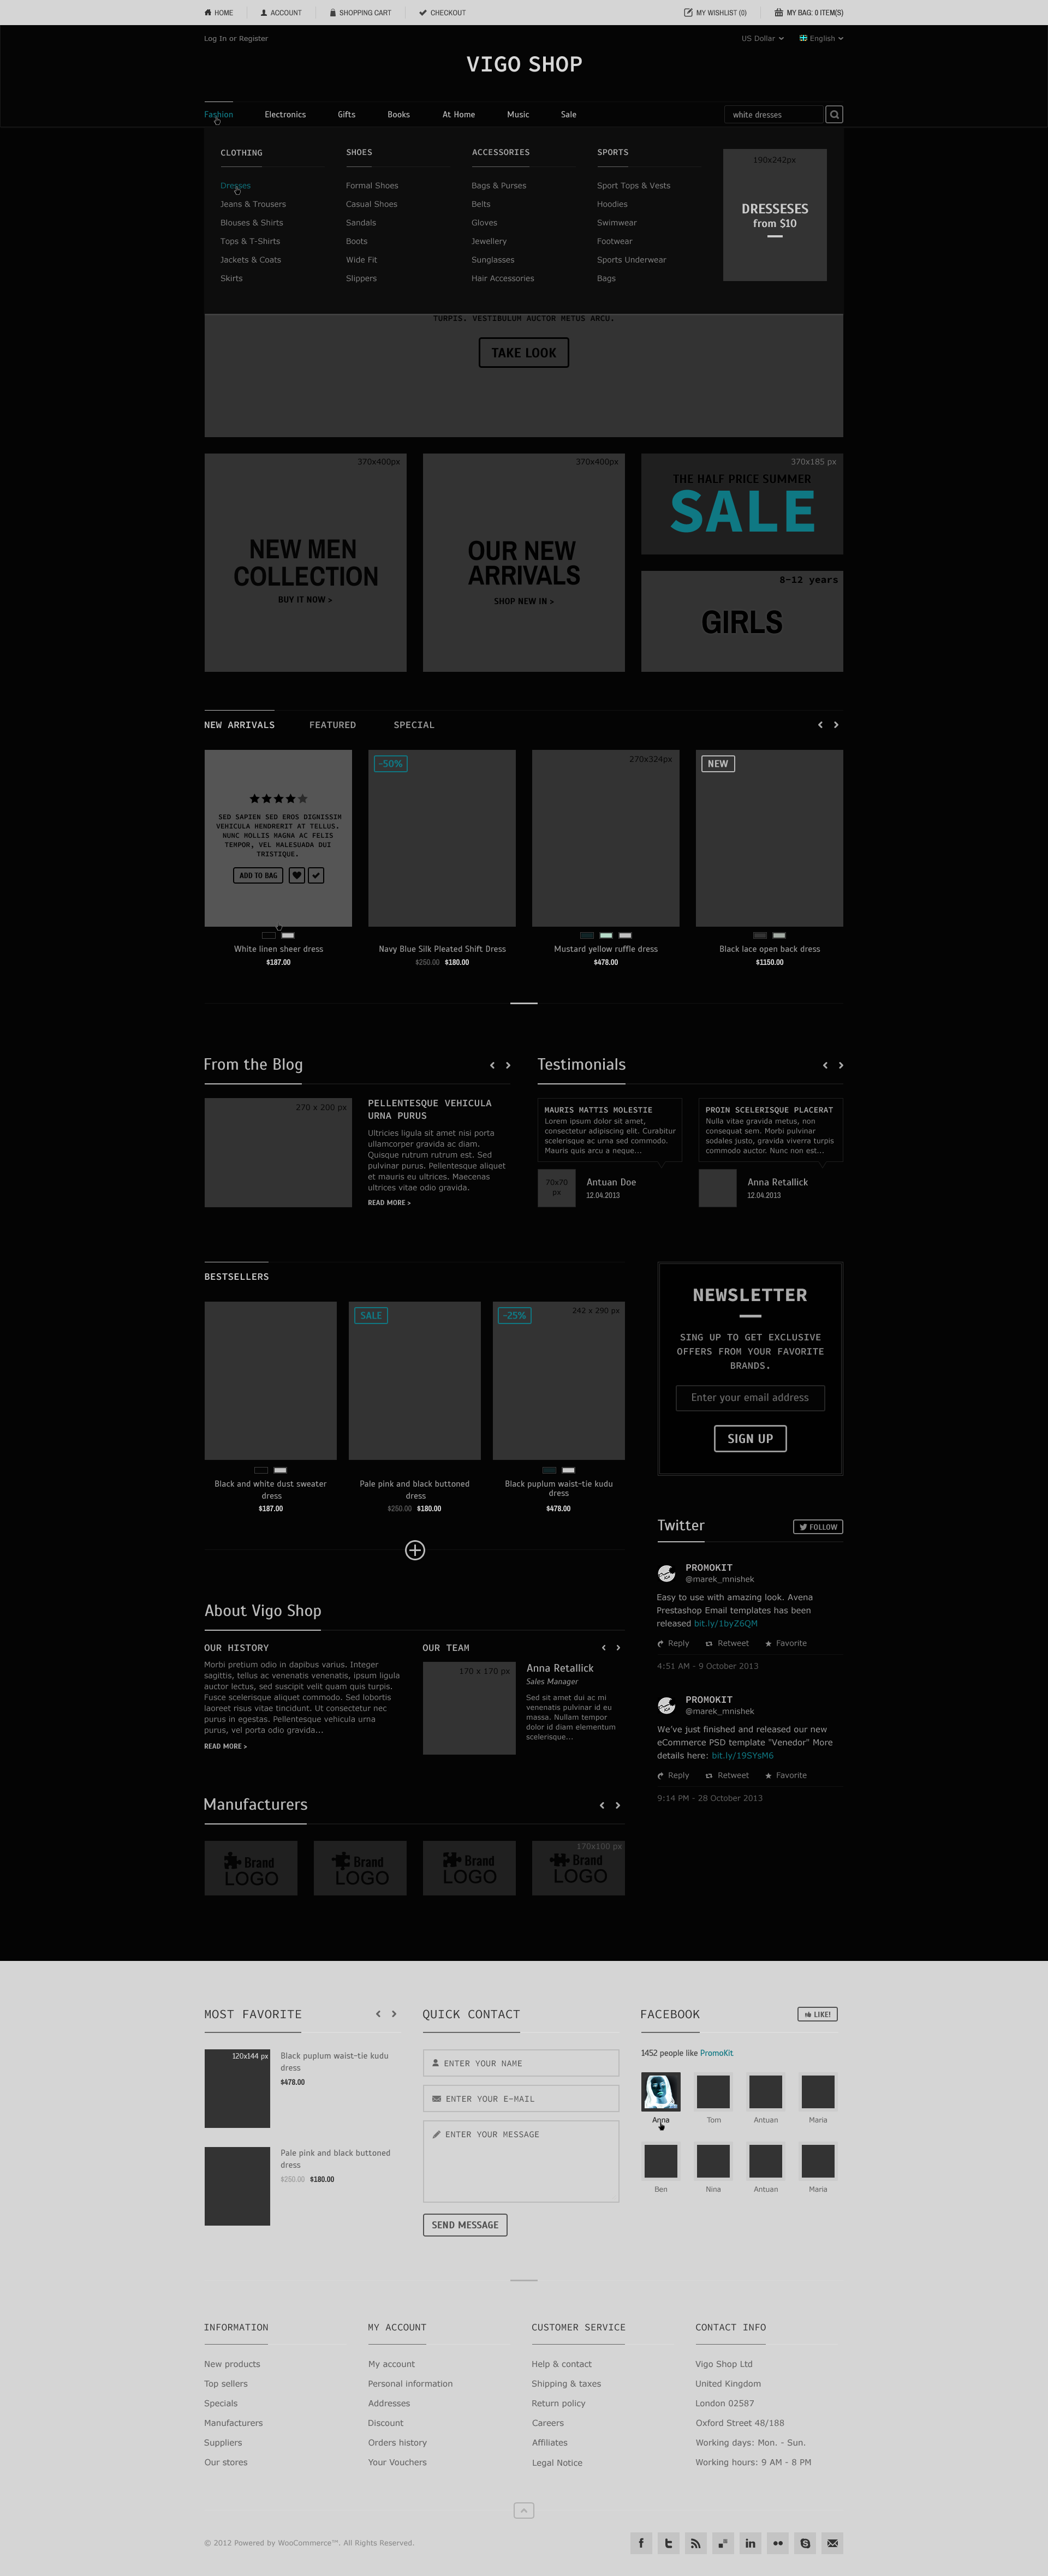 HOME ACCOUNT SHOPPING CART CHECKOUT MY WISHLIST (0) MY BAG: 0 ITEM(S)
Log In or Register US Dollar English
VIGO SHOP
Fashion Electronics Gifts Books At Home Music Sale white dresses
CLOTHING
Dresses
Jeans & Trousers
Blouses & Shirts
Tops & T-Shirts
Jackets & Coats
Skirts
SHOES
Formal Shoes
Casual Shoes
Sandals
Boots
Wide Fit
Slippers
ACCESSORIES
Bags & Purses
Belts
Gloves
Jewellery
Sunglasses
Hair Accessories
SPORTS
Sport Tops & Vests
Hoodies
Swimwear
Footwear
Sports Underwear
Bags
190x242px
DRESSESES
from $10
TURPIS. VESTIBULUM AUCTOR METUS ARCU.
TAKE LOOK
370x400px
NEW MEN
COLLECTION
BUY IT NOW >
370x400px
OUR NEW
ARRIVALS
SHOP NEW IN >
370x185 px
THE HALF PRICE SUMMER
SALE
8-12 years
GIRLS
NEW ARRIVALS FEATURED SPECIAL
SED SAPIEN SED EROS DIGNISSIM
VEHICULA HENDRERIT AT TELLUS.
NUNC MOLLIS MAGNA AC FELIS
TEMPOR, VEL MALESUADA DUI
TRISTIQUE.
ADD TO BAG
White linen sheer dress
$187.00
-50%
Navy Blue Silk Pleated Shift Dress
$250.00 $180.00
270x324px
Mustard yellow ruffle dress
$478.00
NEW
Black lace open back dress
$1150.00
From the Blog
270 x 200 px
PELLENTESQUE VEHICULA
URNA PURUS
Ultricies ligula sit amet nisi porta
ullamcorper gravida ac diam.
Quisque rutrum rutrum est. Sed
pulvinar purus. Pellentesque aliquet
et mauris eu ultrices. Maecenas
ultrices vitae odio gravida.
READ MORE >
Testimonials
MAURIS MATTIS MOLESTIE
Lorem ipsum dolor sit amet,
consectetur adipiscing elit. Curabitur
scelerisque ac urna sed commodo.
Mauris quis arcu a neque...
70x70
px
Antuan Doe
12.04.2013
PROIN SCELERISQUE PLACERAT
Nulla vitae gravida metus, non
consequat sem. Morbi pulvinar
sodales justo, gravida viverra turpis
commodo auctor. Nunc non est...
Anna Retallick
12.04.2013
BESTSELLERS
Black and white dust sweater
dress
$187.00
SALE
Pale pink and black buttoned
dress
$250.00 $180.00
-25%
242 x 290 px
Black puplum waist-tie kudu
dress
$478.00
NEWSLETTER
SING UP TO GET EXCLUSIVE
OFFERS FROM YOUR FAVORITE
BRANDS.
Enter your email address
SIGN UP
Twitter
FOLLOW
PROMOKIT
@marek_mnishek
Easy to use with amazing look. Avena
Prestashop Email templates has been
released bit.ly/1byZ6QM
Reply Retweet Favorite
4:51 AM - 9 October 2013
PROMOKIT
@marek_mnishek
We've just finished and released our new
eCommerce PSD template "Venedor" More
details here: bit.ly/19SYsM6
Reply Retweet Favorite
9:14 PM - 28 October 2013
About Vigo Shop
OUR HISTORY
Morbi pretium odio in dapibus varius. Integer
sagittis, tellus ac venenatis venenatis, ipsum ligula
auctor lectus, sed suscipit velit quam quis turpis.
Fusce scelerisque aliquet commodo. Sed lobortis
laoreet risus vitae tincidunt. Ut consectetur nec
purus in egestas. Pellentesque vehicula urna
purus, vel porta odio gravida...
READ MORE >
OUR TEAM
170 x 170 px
Anna Retallick
Sales Manager
Sed sit amet dui ac mi
venenatis pulvinar id eu
massa. Nullam tempor
dolor id diam elementum
scelerisque...
Manufacturers
Brand
LOGO
Brand
LOGO
Brand
LOGO
170x100 px
Brand
LOGO
MOST FAVORITE
120x144 px
Black puplum waist-tie kudu
dress
$478.00
Pale pink and black buttoned
dress
$250.00 $180.00
QUICK CONTACT
ENTER YOUR NAME
ENTER YOUR E-MAIL
ENTER YOUR MESSAGE
SEND MESSAGE
FACEBOOK
LIKE!
1452 people like PromoKit
Anna Tom Antuan Maria
Ben Nina Antuan Maria
INFORMATION
New products
Top sellers
Specials
Manufacturers
Suppliers
Our stores
MY ACCOUNT
My account
Personal information
Addresses
Discount
Orders history
Your Vouchers
CUSTOMER SERVICE
Help & contact
Shipping & taxes
Return policy
Careers
Affiliates
Legal Notice
CONTACT INFO
Vigo Shop Ltd
United Kingdom
London 02587
Oxford Street 48/188
Working days: Mon. - Sun.
Working hours: 9 AM - 8 PM
© 2012 Powered by WooCommerce™. All Rights Reserved.